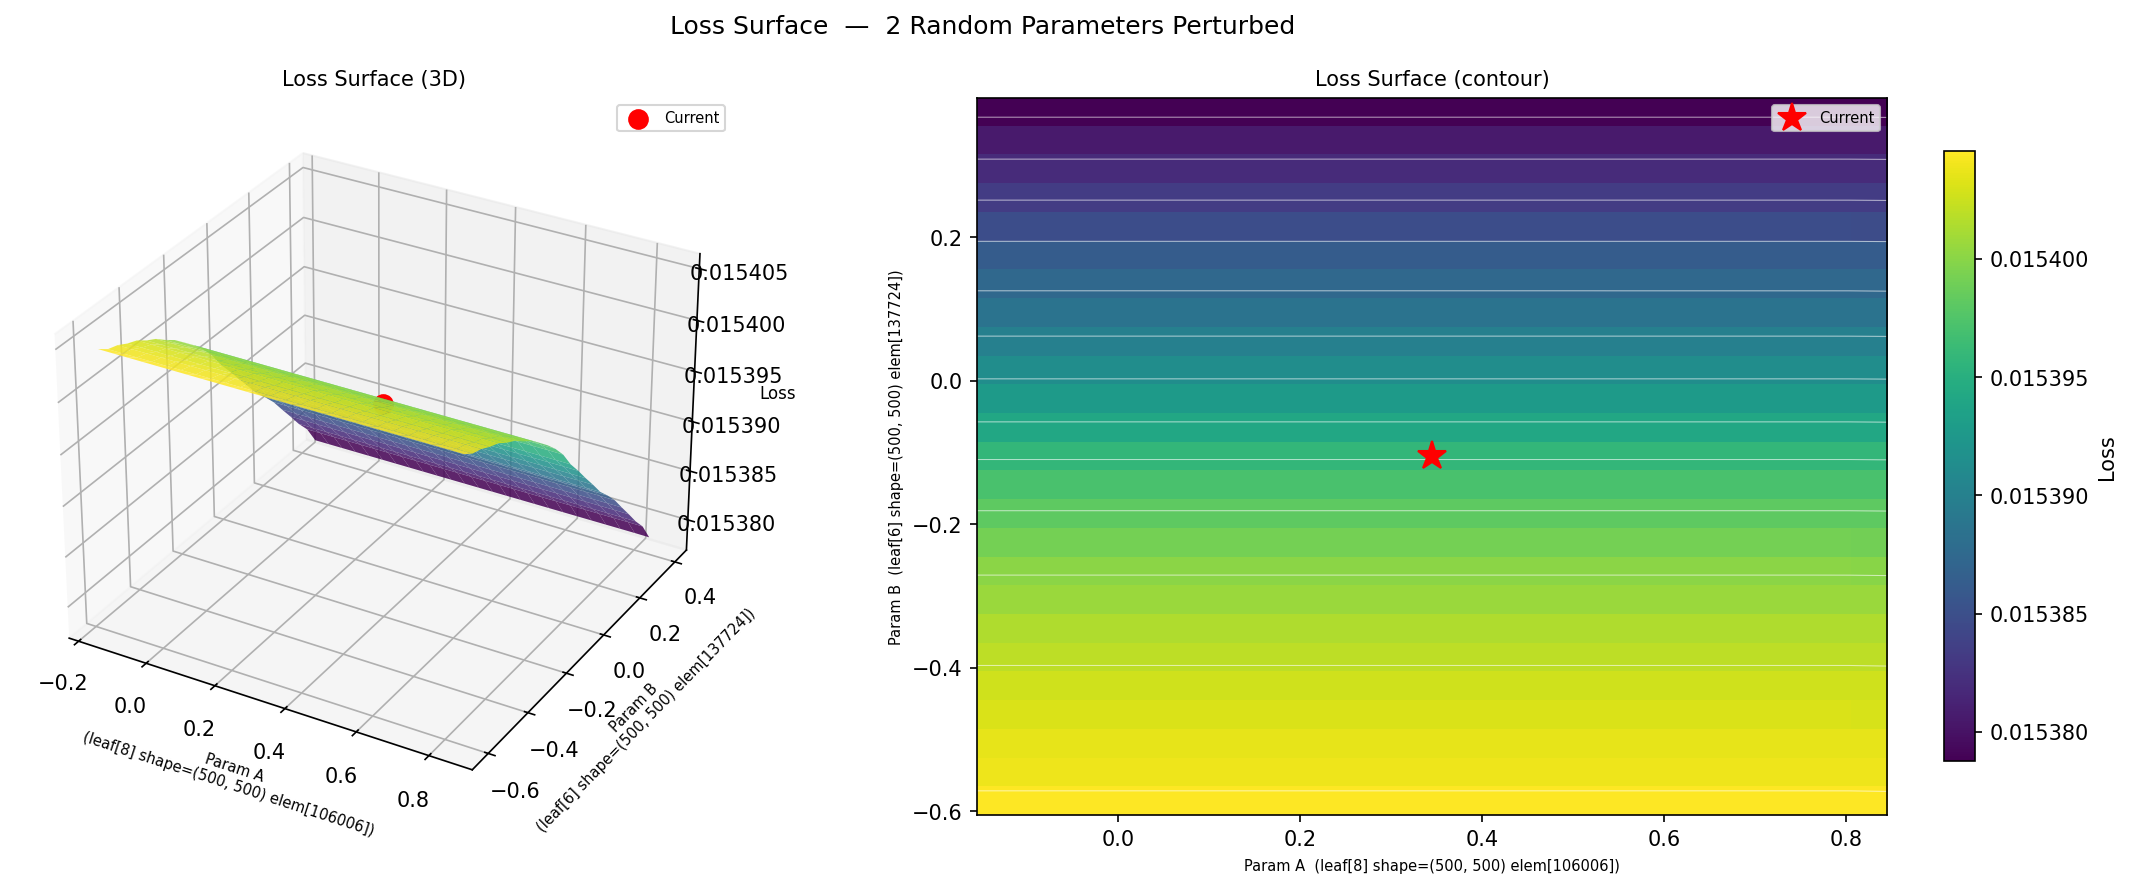 Loss Surface — 2 Random Parameters Perturbed
Loss Surface (3D)
Current
0.015405
0.015400
0.015395
0.015390
0.015385
0.015380
Loss
−0.2
0.0
0.2
0.4
0.6
0.8
Param A
(leaf[8] shape=(500, 500) elem[106006])
−0.6
−0.4
−0.2
0.0
0.2
0.4
Param B
(leaf[6] shape=(500, 500) elem[137724])
Loss Surface (contour)
Current
0.2
0.0
−0.2
−0.4
−0.6
Param B (leaf[6] shape=(500, 500) elem[137724])
0.0
0.2
0.4
0.6
0.8
Param A (leaf[8] shape=(500, 500) elem[106006])
0.015400
0.015395
0.015390
0.015385
0.015380
Loss